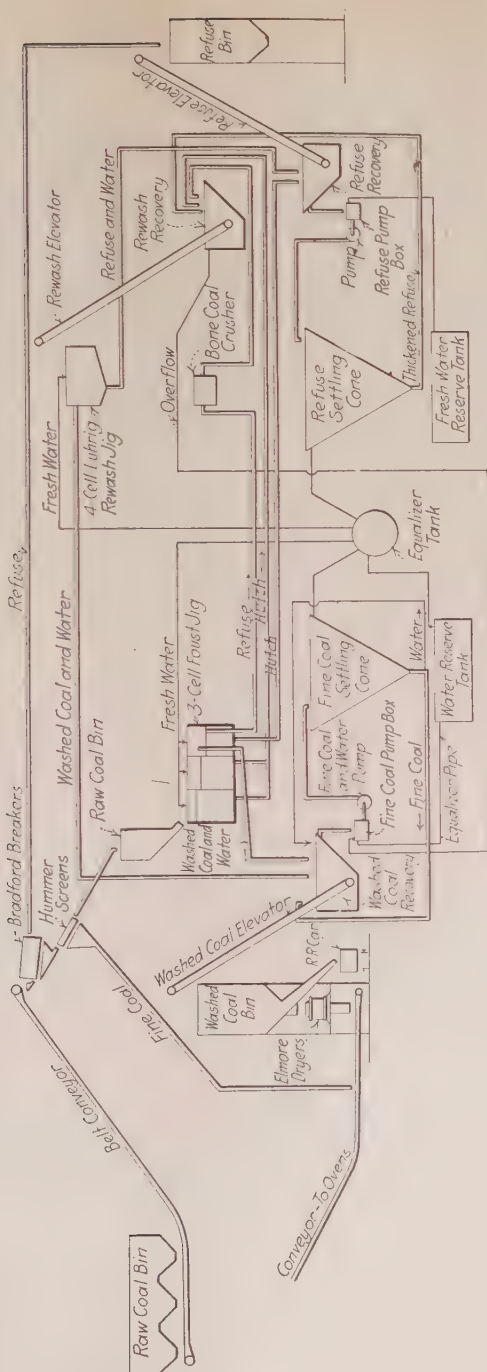 Raw Coal Bin
Belt Conveyor
Bradford Breakers
Hummer
Screens
Fine Coal
Raw Coal Bin
Washed Coal and Water
Refuse
Fresh Water
4-Cell Luhrig
Rewash Jig
Rewash Elevator
Refuse and Water
Rewash
Recovery
Refuse Elevator
Refuse
Bin
Fresh Water
3-Cell Foust Jig
Washed
Coal and
Water
Refuse
Hutch
Hutch
Overflow
Bone Coal
Crusher
Refuse
Recovery
Pump
Refuse Pump
Box
Refuse
Settling
Cone
Thickened Refuse
Fresh Water
Reserve Tank
Equalizer
Tank
Fine Coal
Settling
Cone
Fine Coal
and Water
Pump
Fine Coal Pump Box
Water
Water Reserve
Tank
Fine Coal
Equalizer Pipe
Washed
Coal
Recovery
Washed Coal Elevator
Washed
Coal
Bin
R.R. Car
Elmore
Dryers
Conveyor-To Ovens